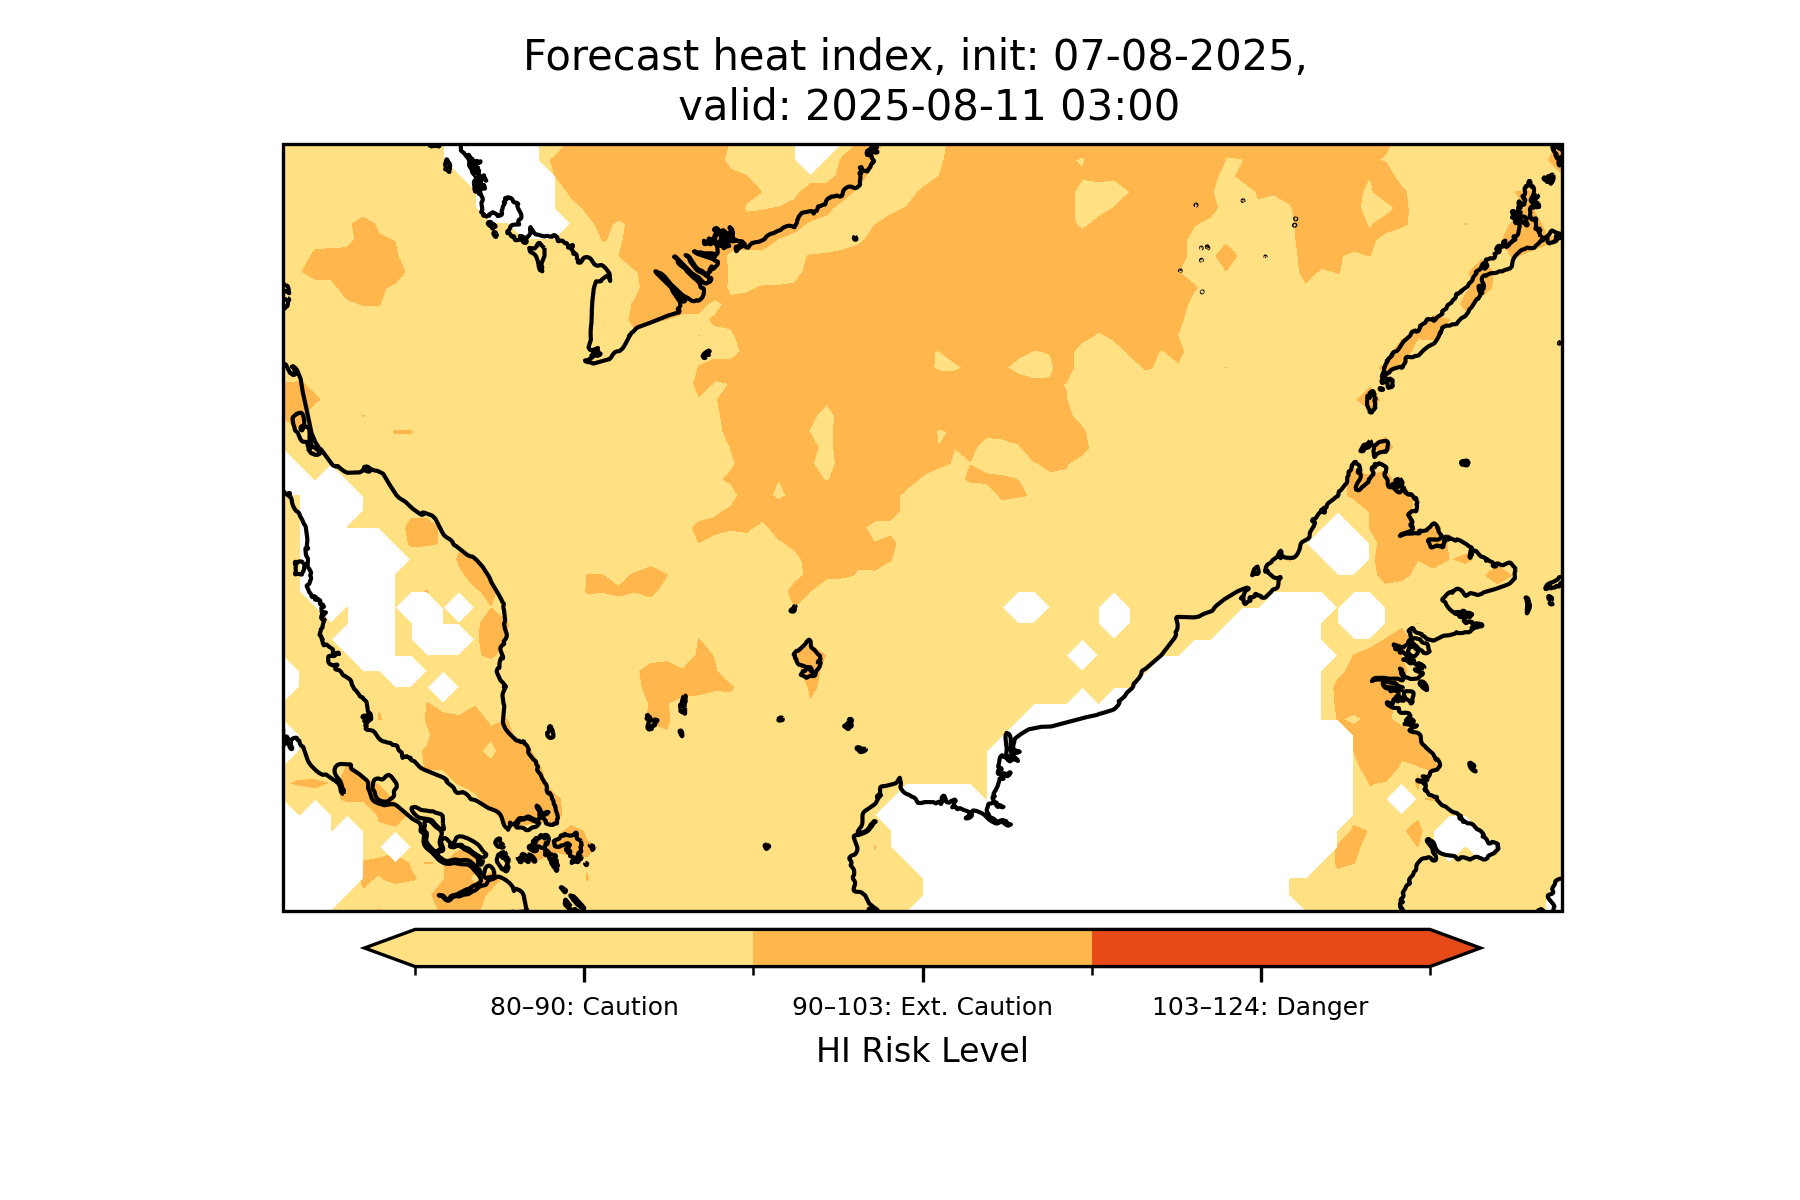 Forecast heat index, init: 07-08-2025,
valid: 2025-08-11 03:00
80–90: Caution
90–103: Ext. Caution
103–124: Danger
HI Risk Level